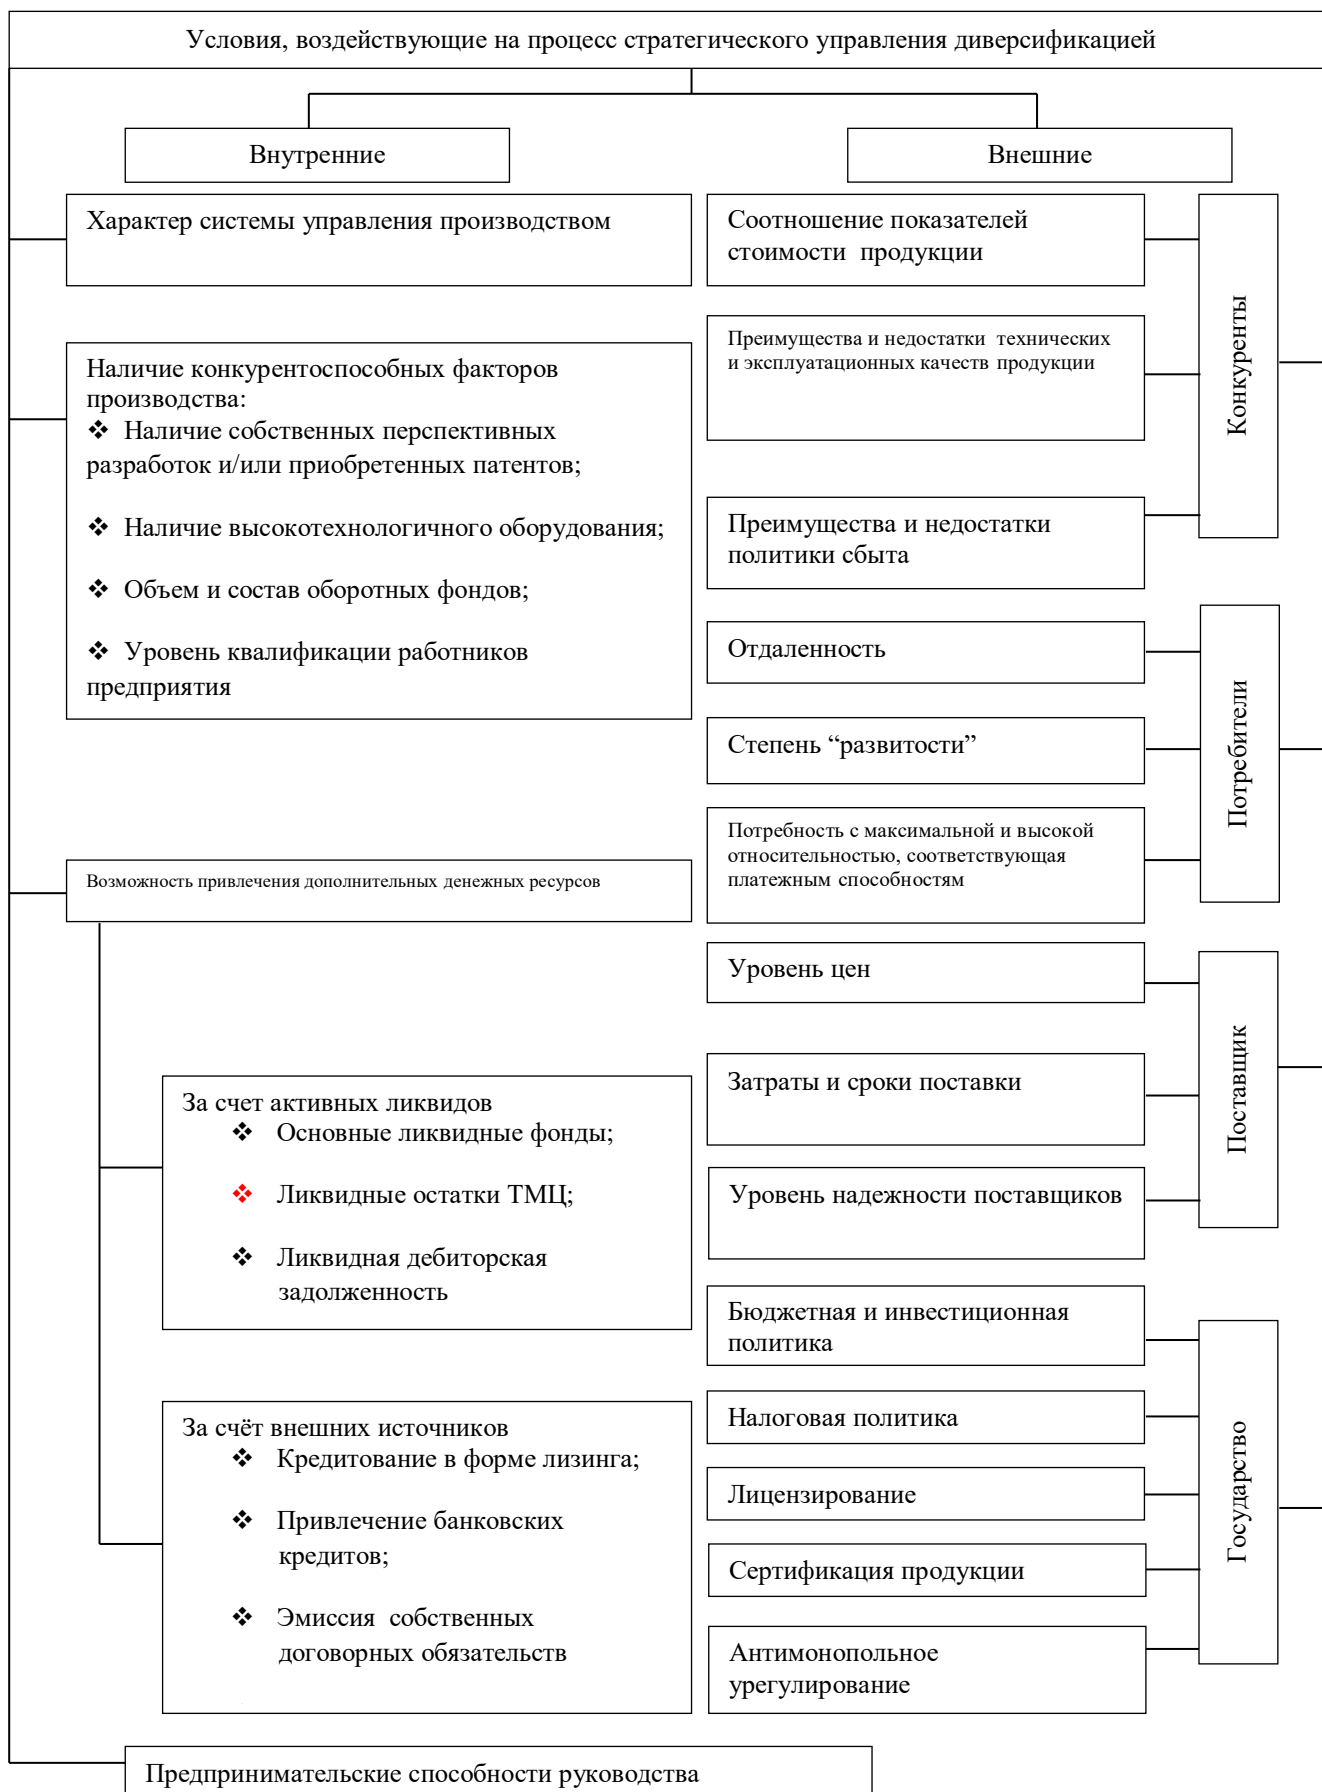 Условия, воздействующие на процесс стратегического управления диверсификацией
Внутренние
Внешние
Характер системы управления производством
Наличие конкурентоспособных факторов
производства:
❖ Наличие собственных перспективных
разработок и/или приобретенных патентов;
❖ Наличие высокотехнологичного оборудования;
❖ Объем и состав оборотных фондов;
❖ Уровень квалификации работников
предприятия
Возможность привлечения дополнительных денежных ресурсов
За счет активных ликвидов
❖ Основные ликвидные фонды;
❖ Ликвидные остатки ТМЦ;
❖ Ликвидная дебиторская
задолженность
За счёт внешних источников
❖ Кредитование в форме лизинга;
❖ Привлечение банковских
кредитов;
❖ Эмиссия собственных
договорных обязательств
Предпринимательские способности руководства
Соотношение показателей
стоимости продукции
Преимущества и недостатки технических
и эксплуатационных качеств продукции
Преимущества и недостатки
политики сбыта
Конкуренты
Отдаленность
Степень “развитости”
Потребность с максимальной и высокой
относительностью, соответствующая
платежным способностям
Потребители
Уровень цен
Затраты и сроки поставки
Уровень надежности поставщиков
Поставщик
Бюджетная и инвестиционная
политика
Налоговая политика
Лицензирование
Сертификация продукции
Антимонопольное
урегулирование
Государство